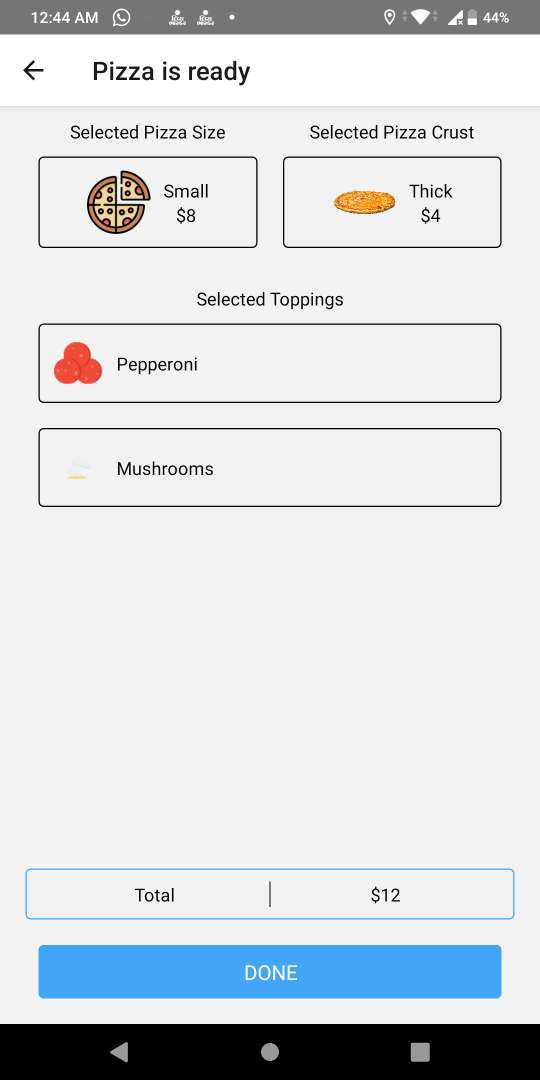 12:44 AM
44%
Pizza is ready
Selected Pizza Size
Selected Pizza Crust
Small
$8
Thick
$4
Selected Toppings
Pepperoni
Mushrooms
Total
$12
DONE